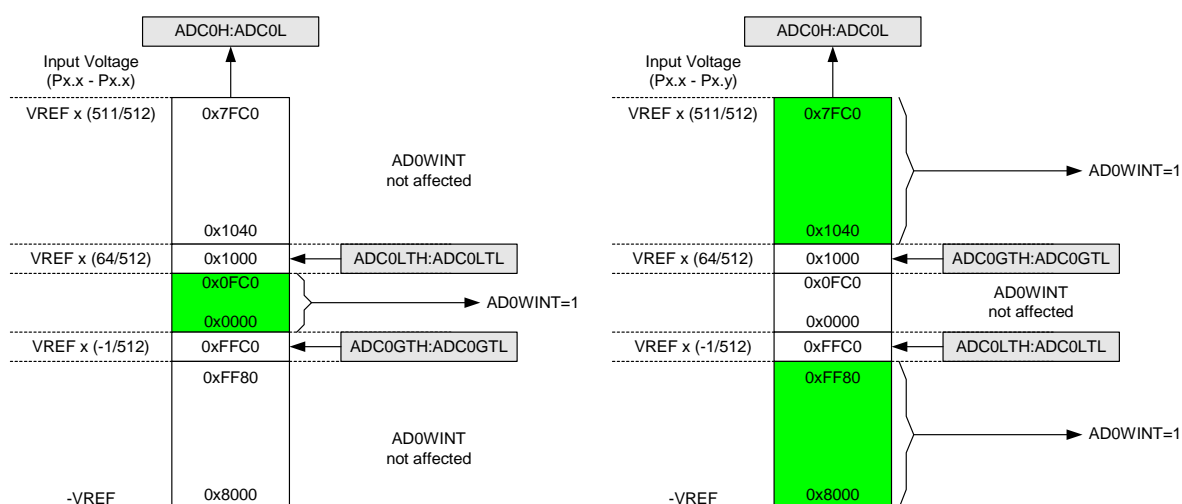 ADC0H:ADC0L
Input Voltage
(Px.x - Px.x)
VREF x (511/512)
0x7FC0
AD0WINT
not affected
0x1040
VREF x (64/512)
0x1000
ADC0LTH:ADC0LTL
0x0FC0
AD0WINT=1
0x0000
VREF x (-1/512)
0xFFC0
ADC0GTH:ADC0GTL
0xFF80
AD0WINT
not affected
-VREF
0x8000
ADC0H:ADC0L
Input Voltage
(Px.x - Px.y)
VREF x (511/512)
0x7FC0
AD0WINT=1
0x1040
VREF x (64/512)
0x1000
ADC0GTH:ADC0GTL
0x0FC0
AD0WINT
not affected
0x0000
VREF x (-1/512)
0xFFC0
ADC0LTH:ADC0LTL
0xFF80
AD0WINT=1
-VREF
0x8000